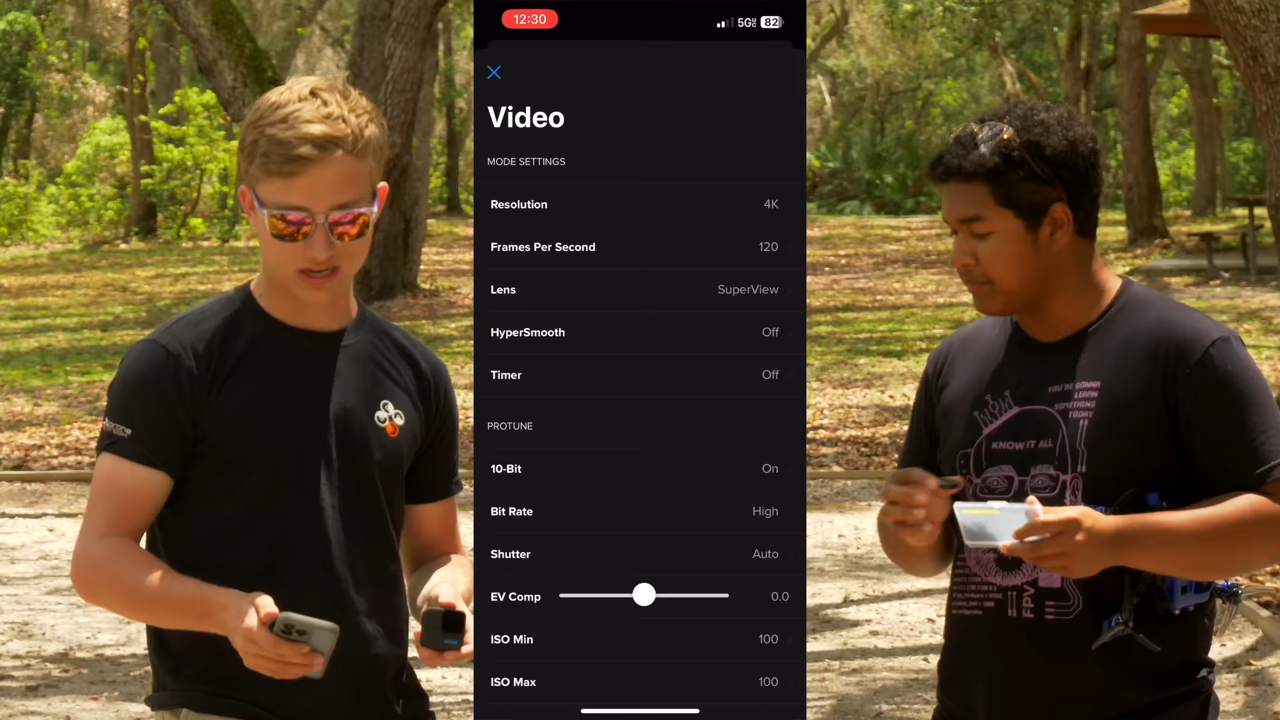 12:30
5G
82
Video
MODE SETTINGS
Resolution 4K
Frames Per Second 120
Lens SuperView
HyperSmooth Off
Timer Off
PROTUNE
10-Bit On
Bit Rate High
Shutter Auto
EV Comp 0.0
ISO Min 100
ISO Max 100
YOU'RE GONNA
LEARN
SOMETHING
TODAY
KNOW IT ALL
FPV